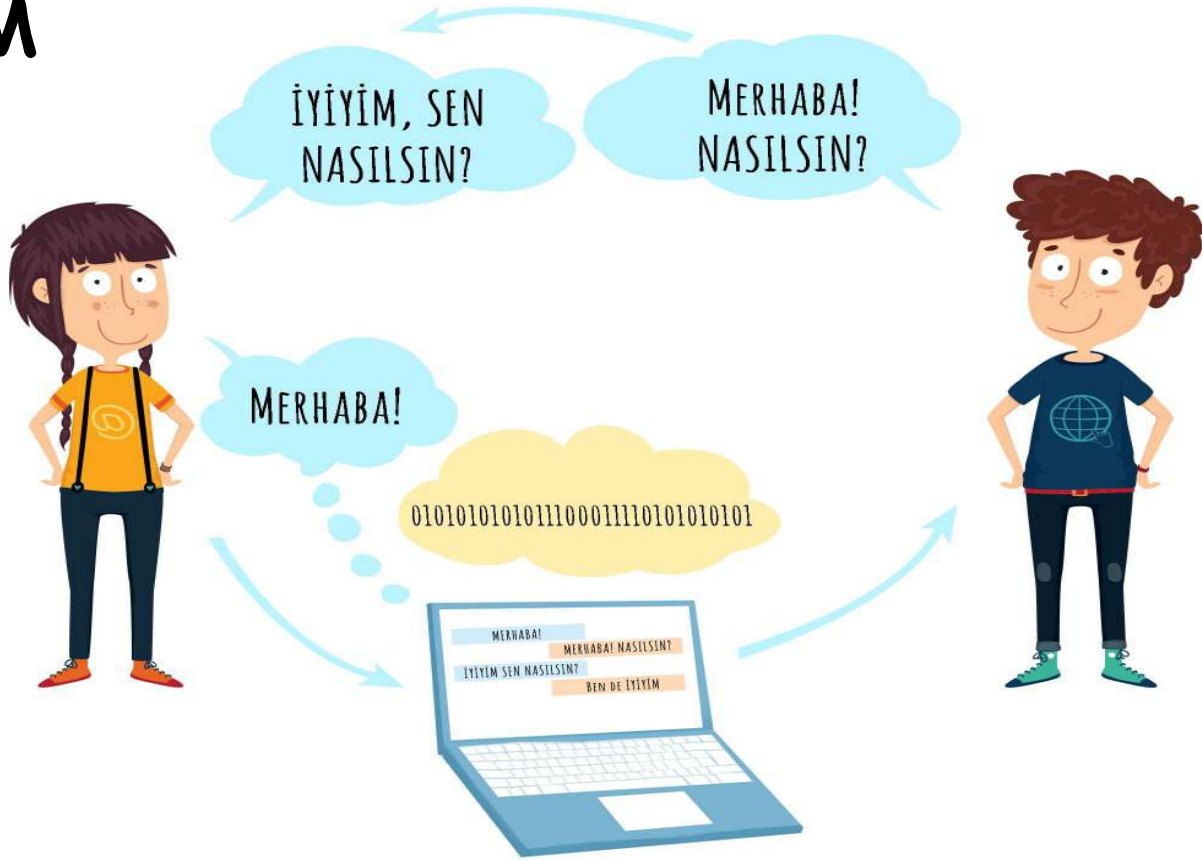 M
İYİYİM, SEN
NASILSIN?
MERHABA!
NASILSIN?
MERHABA!
0101010101011100011110101010101
MERHABA!
MERHABA! NASILSIN?
İYİYİM SEN NASILSIN?
BEN DE İYİYİM